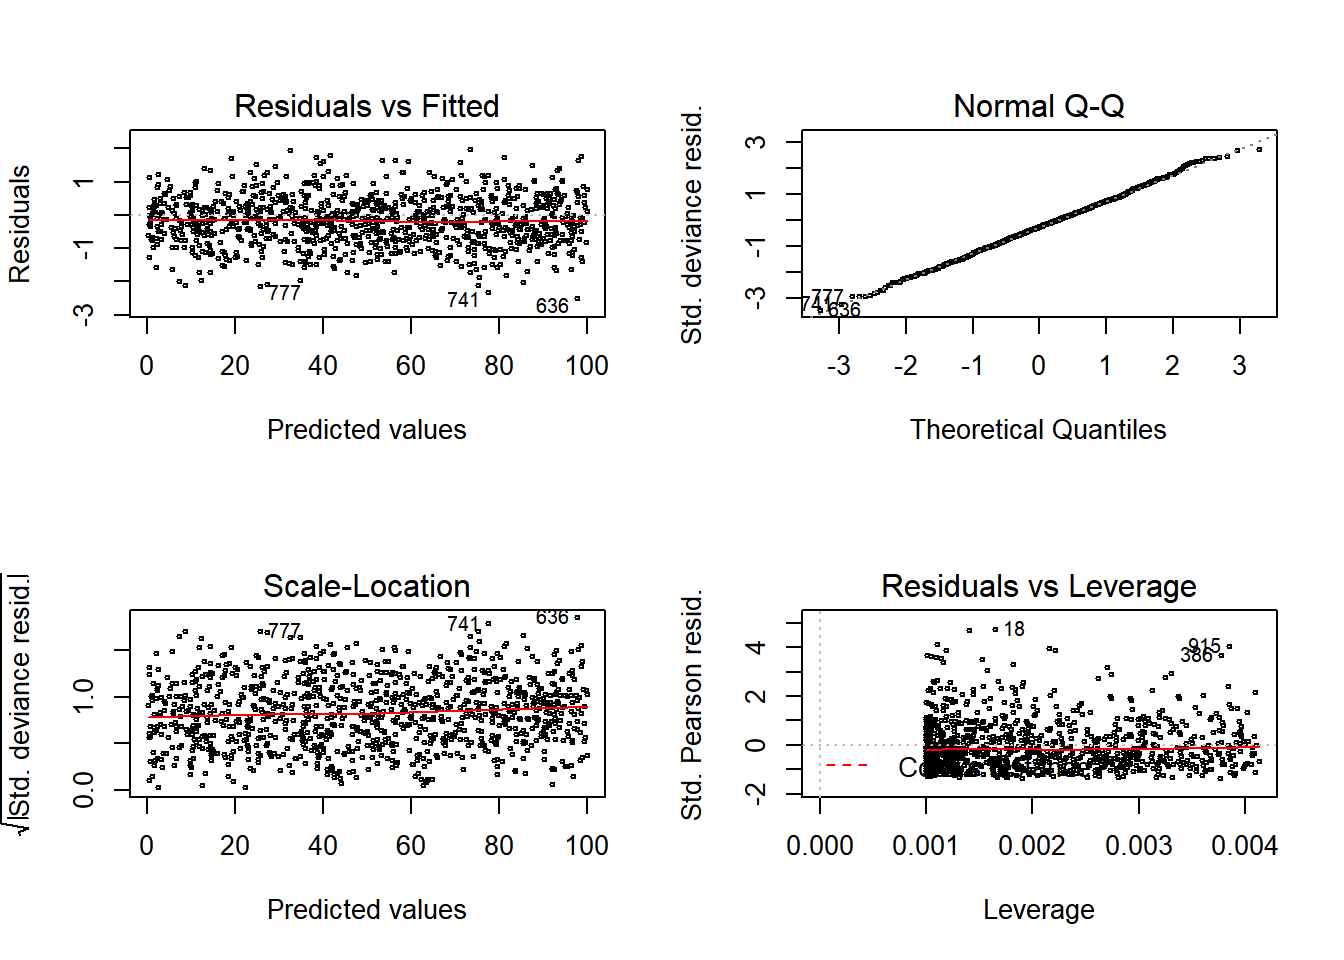 Residuals vs Fitted
Residuals
1
-1
-3
777
741
636
0 20 40 60 80 100
Predicted values
Normal Q-Q
Std. deviance resid.
3
1
-1
-3
777
741
636
-3 -2 -1 0 1 2 3
Theoretical Quantiles
Scale-Location
√|Std. deviance resid.|
1.0
0.0
777
741
636
0 20 40 60 80 100
Predicted values
Residuals vs Leverage
Std. Pearson resid.
4
2
0
-2
18
915
386
0.000 0.001 0.002 0.003 0.004
Leverage